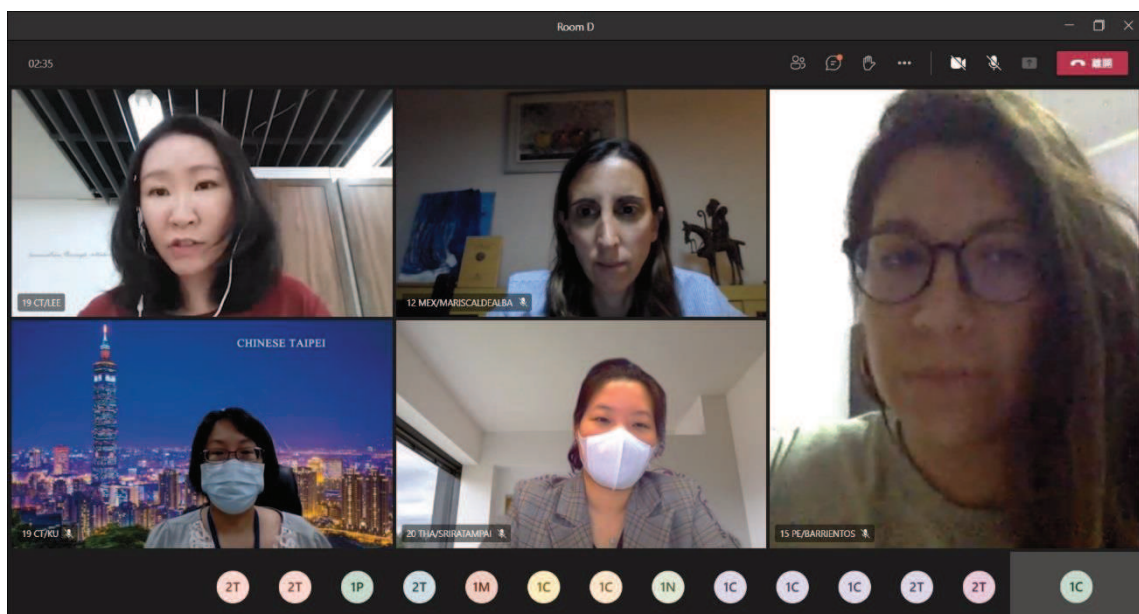 Room D
02:35
離開
19 CT/LEE
12 MEX/MARISCALDEALBA
CHINESE TAIPEI
19 CT/KU
20 THA/SRIRATAMPAI
15 PE/BARRIENTOS
2T 2T 1P 2T 1M 1C 1C 1N 1C 1C 1C 2T 2T 1C